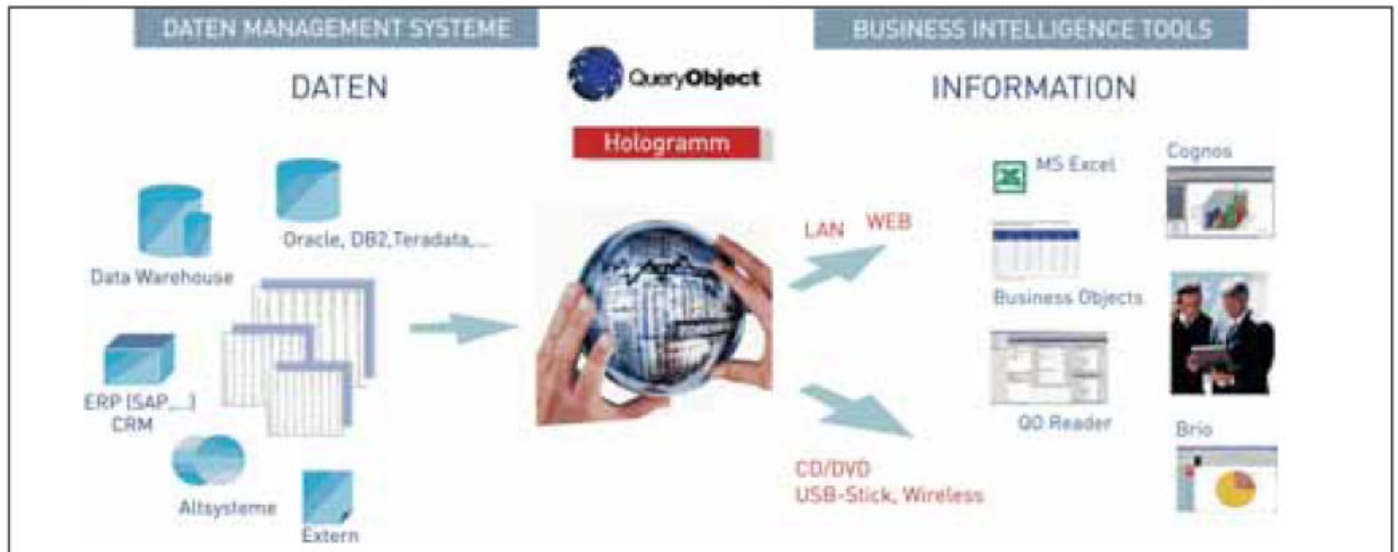 DATEN MANAGEMENT SYSTEME
DATEN
Oracle, DB2,Teradata,...
Data Warehouse
ERP (SAP,...)
CRM
Altsysteme
Extern
QueryObject
Hologramm
LAN WEB
CD/DVD
USB-Stick, Wireless
BUSINESS INTELLIGENCE TOOLS
INFORMATION
MS Excel
Cognos
Business Objects
QO Reader
Brio